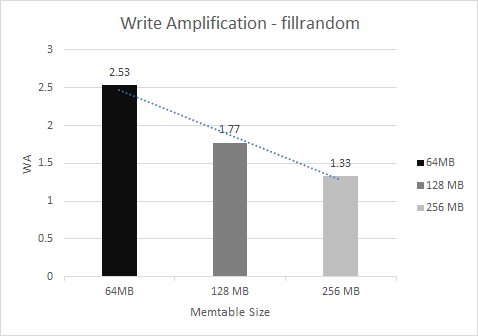 Write Amplification - fillrandom
3
2.5
2
1.5
1
0.5
0
WA
2.53
1.77
1.33
64MB
128 MB
256 MB
Memtable Size
64MB
128 MB
256 MB